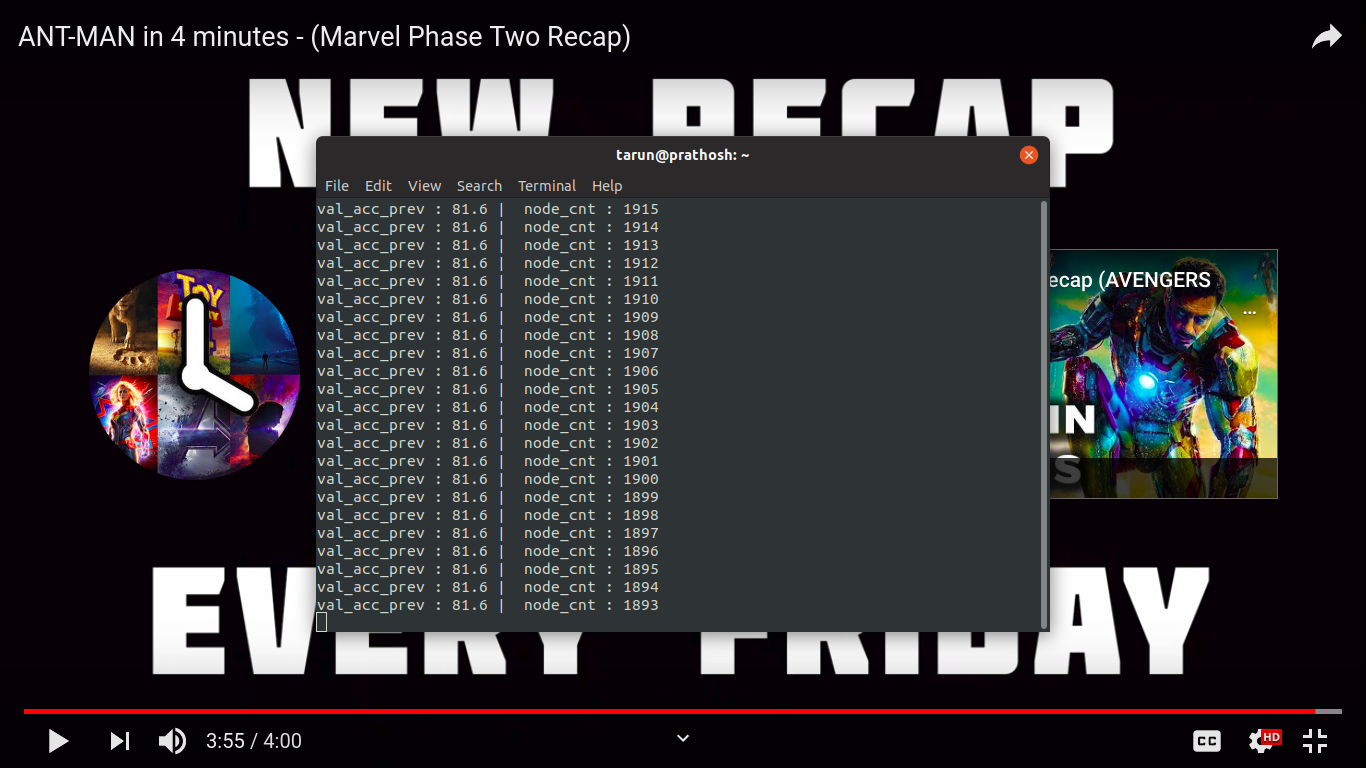 ANT-MAN in 4 minutes - (Marvel Phase Two Recap)
NEW RECAP
tarun@prathosh: ~
File Edit View Search Terminal Help
val_acc_prev : 81.6 |  node_cnt : 1915
val_acc_prev : 81.6 |  node_cnt : 1914
val_acc_prev : 81.6 |  node_cnt : 1913
val_acc_prev : 81.6 |  node_cnt : 1912
val_acc_prev : 81.6 |  node_cnt : 1911
val_acc_prev : 81.6 |  node_cnt : 1910
val_acc_prev : 81.6 |  node_cnt : 1909
val_acc_prev : 81.6 |  node_cnt : 1908
val_acc_prev : 81.6 |  node_cnt : 1907
val_acc_prev : 81.6 |  node_cnt : 1906
val_acc_prev : 81.6 |  node_cnt : 1905
val_acc_prev : 81.6 |  node_cnt : 1904
val_acc_prev : 81.6 |  node_cnt : 1903
val_acc_prev : 81.6 |  node_cnt : 1902
val_acc_prev : 81.6 |  node_cnt : 1901
val_acc_prev : 81.6 |  node_cnt : 1900
val_acc_prev : 81.6 |  node_cnt : 1899
val_acc_prev : 81.6 |  node_cnt : 1898
val_acc_prev : 81.6 |  node_cnt : 1897
val_acc_prev : 81.6 |  node_cnt : 1896
val_acc_prev : 81.6 |  node_cnt : 1895
val_acc_prev : 81.6 |  node_cnt : 1894
val_acc_prev : 81.6 |  node_cnt : 1893
ecap (AVENGERS
...
IN
S
TOY
EVERY FRIDAY
3:55 / 4:00
CC
HD